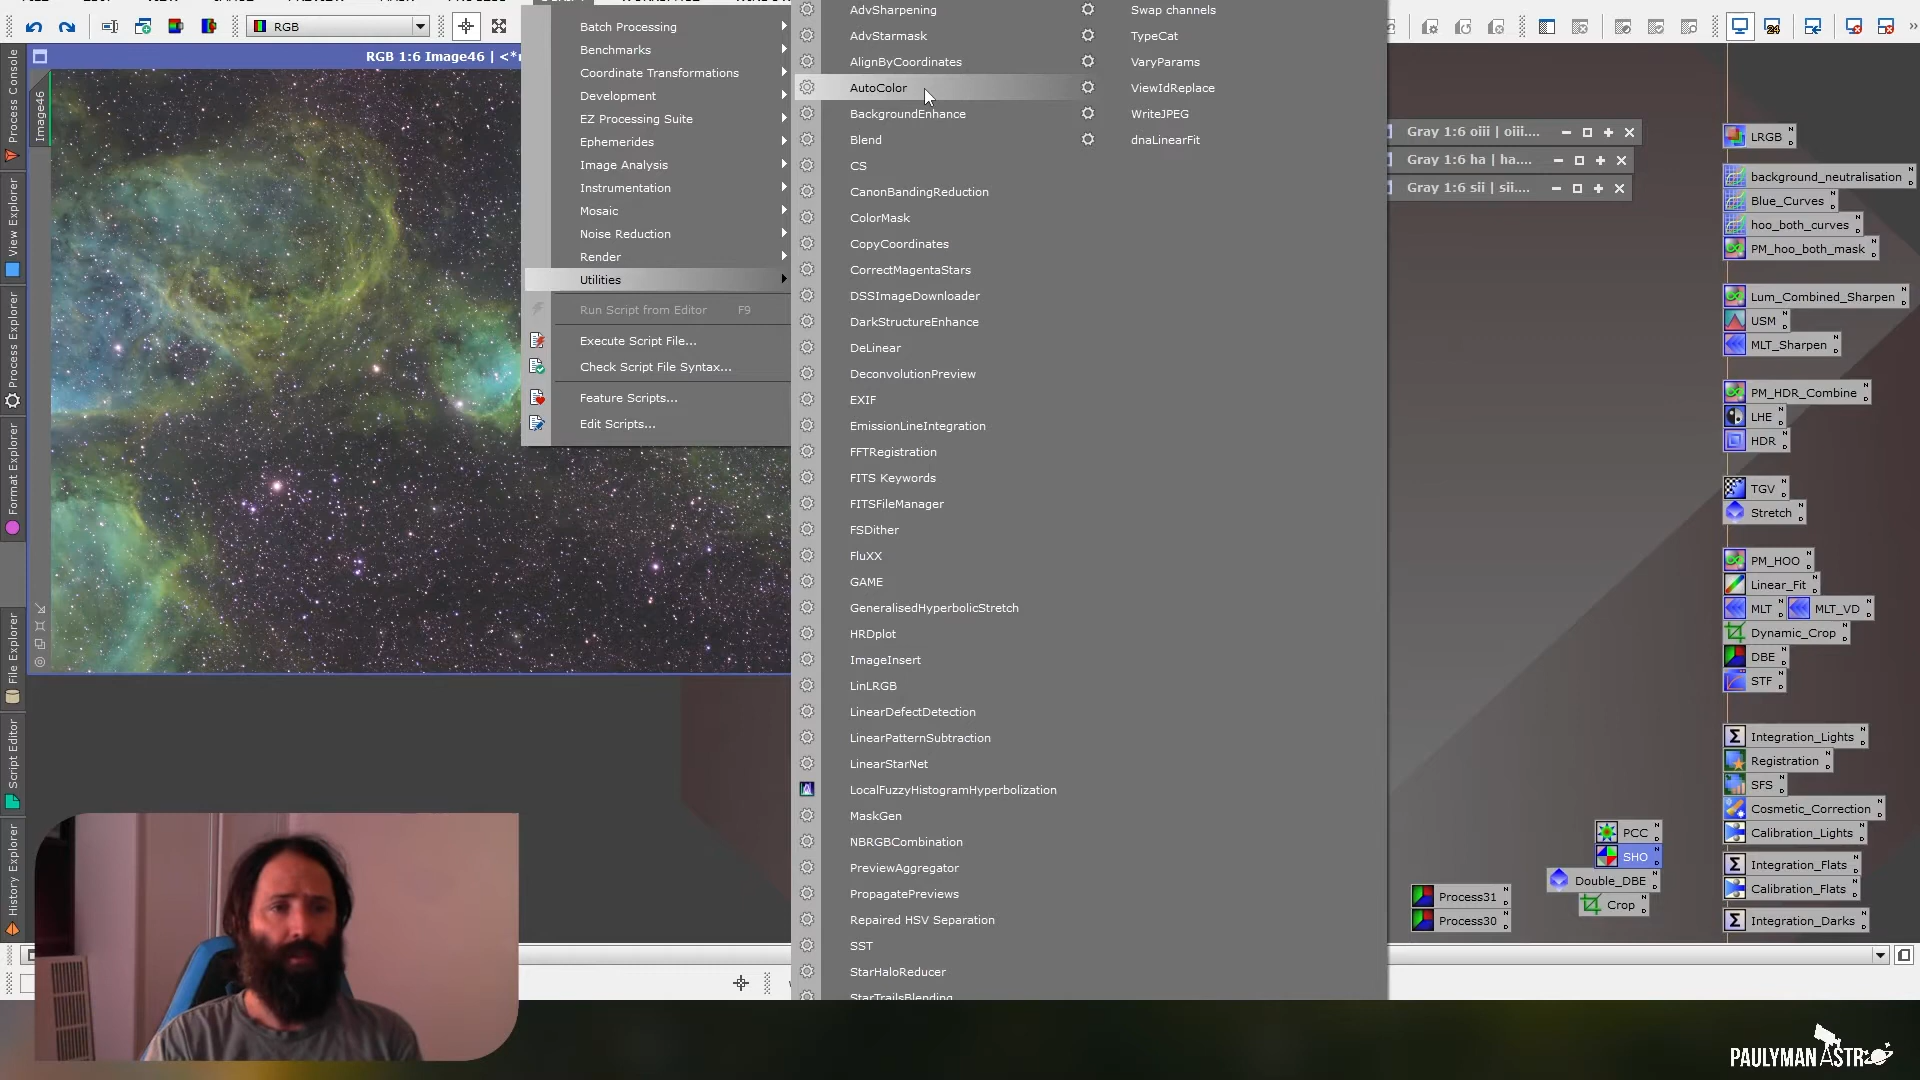 RGB
RGB 1:6 Image46 | <*
Image46
Process Console
View Explorer
Process Explorer
Format Explorer
File Explorer
Script Editor
History Explorer
Batch Processing
Benchmarks
Coordinate Transformations
Development
EZ Processing Suite
Ephemerides
Image Analysis
Instrumentation
Mosaic
Noise Reduction
Render
Utilities
Run Script from Editor F9
Execute Script File...
Check Script File Syntax...
Feature Scripts...
Edit Scripts...
AdvSharpening
AdvStarmask
AlignByCoordinates
AutoColor
BackgroundEnhance
Blend
CS
CanonBandingReduction
ColorMask
CopyCoordinates
CorrectMagentaStars
DSSImageDownloader
DarkStructureEnhance
DeLinear
DeconvolutionPreview
EXIF
EmissionLineIntegration
FFTRegistration
FITS Keywords
FITSFileManager
FSDither
FluXX
GAME
GeneralisedHyperbolicStretch
HRDplot
ImageInsert
LinLRGB
LinearDefectDetection
LinearPatternSubtraction
LinearStarNet
LocalFuzzyHistogramHyperbolization
MaskGen
NBRGBCombination
PreviewAggregator
PropagatePreviews
Repaired HSV Separation
SST
StarHaloReducer
StarTrailsBlending
Swap channels
TypeCat
VaryParams
ViewIdReplace
WriteJPEG
dnaLinearFit
Gray 1:6 oiii | oiii....
Gray 1:6 ha | ha....
Gray 1:6 sii | sii....
LRGB
background_neutralisation
Blue_Curves
hoo_both_curves
PM_hoo_both_mask
Lum_Combined_Sharpen
USM
MLT_Sharpen
PM_HDR_Combine
LHE
HDR
TGV
Stretch
PM_HOO
Linear_Fit
MLT MLT_VD
Dynamic_Crop
DBE
STF
Integration_Lights
Registration
SFS
Cosmetic_Correction
Calibration_Lights
Integration_Flats
Calibration_Flats
Integration_Darks
PCC
SHO
Double_DBE
Crop
Process31
Process30
PAULYMAN ASTRO